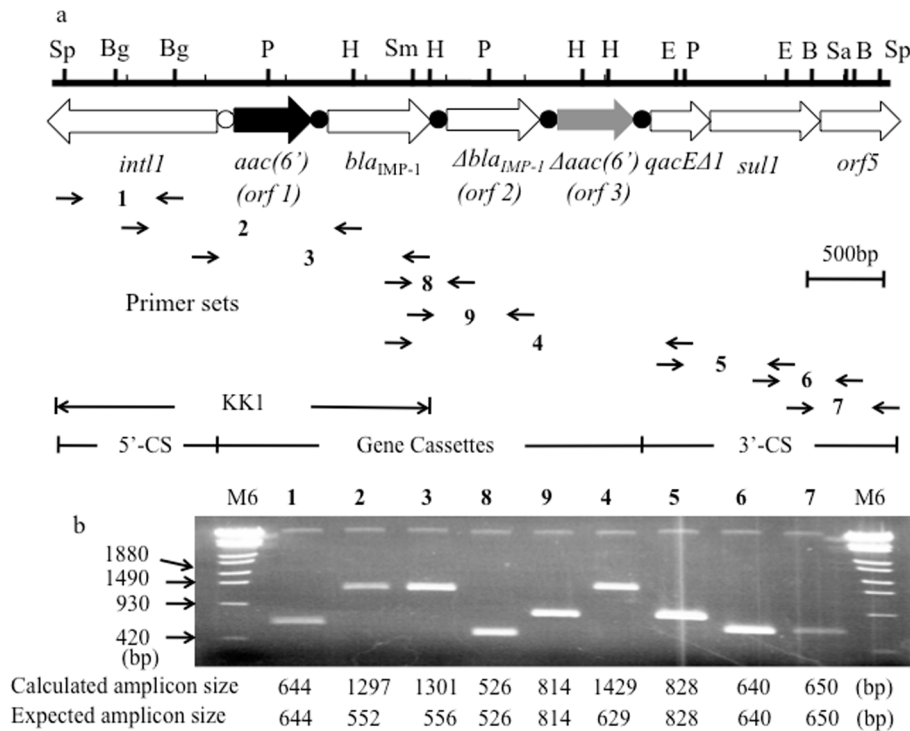 a
Sp Bg Bg P H Sm H P H H E P E B Sa B Sp
intI1 aac(6') bla IMP-1 Δbla IMP-1 Δaac(6') qacEΔ1 sul1 orf5
(orf 1) (orf 2) (orf 3)
1
2
3 500bp
8
Primer sets
9
4
5
6
7
KK1
5'-CS Gene Cassettes 3'-CS
M6 1 2 3 8 9 4 5 6 7 M6
b
1880
1490
930
420
(bp)
Calculated amplicon size 644 1297 1301 526 814 1429 828 640 650 (bp)
Expected amplicon size 644 552 556 526 814 629 828 640 650 (bp)